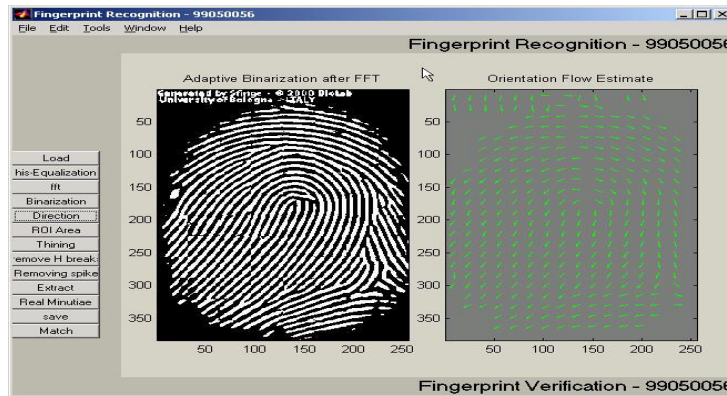 Fingerprint Recognition - 99050056
File Edit Tools Window Help
Fingerprint Recognition - 99050056
Adaptive Binarization after FFT
Orientation Flow Estimate
Generated by Sfinge - © 2000 BioLab
University of Bologna - ITALY
50
100
150
200
250
300
350
50 100 150 200 250
50
100
150
200
250
300
350
50 100 150 200 250
Load
his-Equalization
fft
Binarization
Direction
ROI Area
Thining
emove H break
Removing spike
Extract
Real Minutiae
save
Match
Fingerprint Verification - 99050056